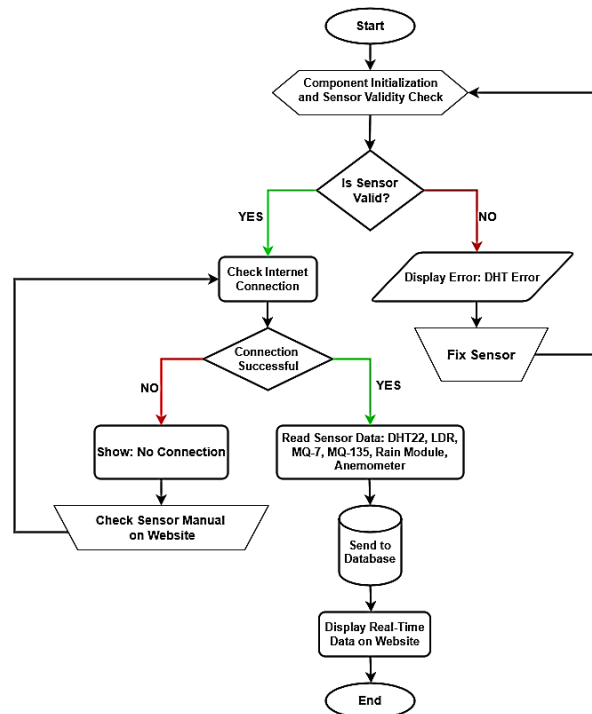 Start
Component Initialization
and Sensor Validity Check
Is Sensor
Valid?
YES
NO
Check Internet
Connection
Display Error: DHT Error
Fix Sensor
Connection
Successful
NO
YES
Show: No Connection
Read Sensor Data: DHT22, LDR,
MQ-7, MQ-135, Rain Module,
Anemometer
Check Sensor Manual
on Website
Send to
Database
Display Real-Time
Data on Website
End